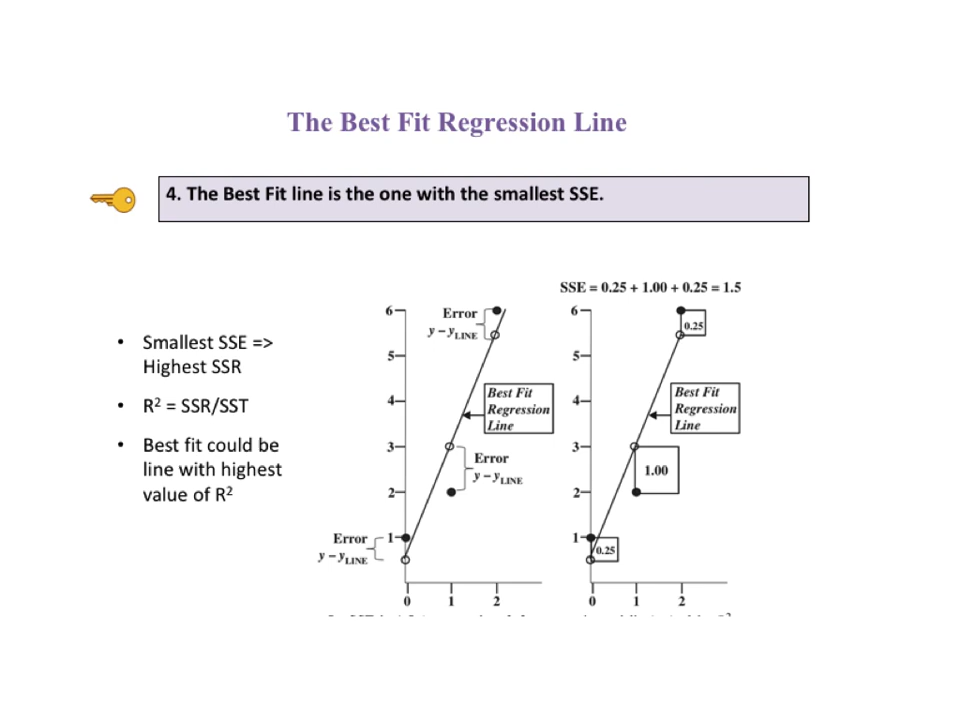 The Best Fit Regression Line
4. The Best Fit line is the one with the smallest SSE.
• Smallest SSE =>
Highest SSR
• R² = SSR/SST
• Best fit could be
line with highest
value of R²
6
5
4
3
2
1
0 1 2
Error
y – yLINE
Best Fit
Regression
Line
Error
y – yLINE
Error
y – yLINE
SSE = 0.25 + 1.00 + 0.25 = 1.5
6
5
4
3
2
1
0 1 2
0.25
Best Fit
Regression
Line
1.00
0.25